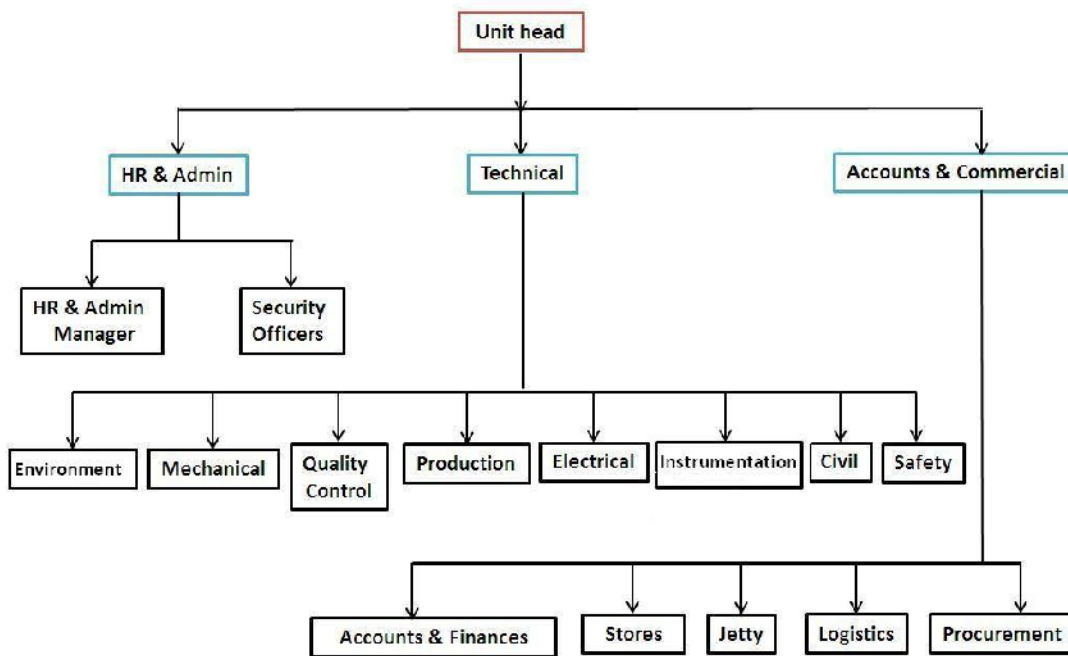 Unit head
HR & Admin
Technical
Accounts & Commercial
HR & Admin
Manager
Security
Officers
Environment
Mechanical
Quality
Control
Production
Electrical
Instrumentation
Civil
Safety
Accounts & Finances
Stores
Jetty
Logistics
Procurement